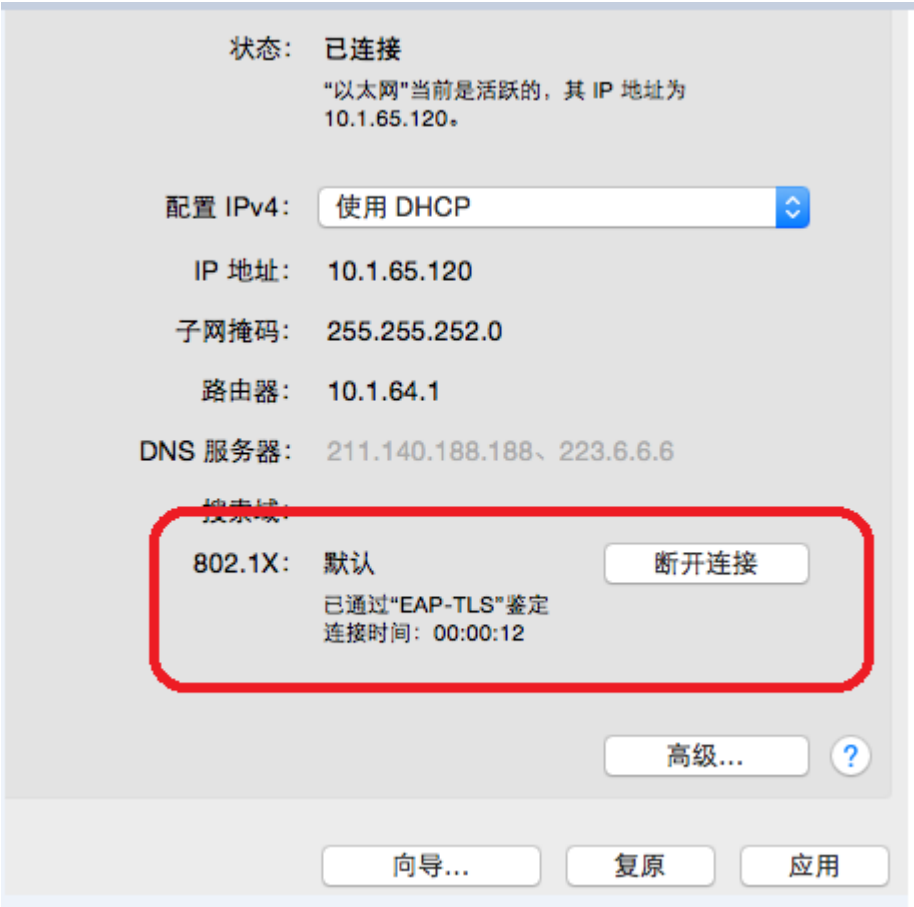 状态： 已连接
“以太网”当前是活跃的，其 IP 地址为
10.1.65.120。
配置 IPv4： 使用 DHCP
IP 地址： 10.1.65.120
子网掩码： 255.255.252.0
路由器： 10.1.64.1
DNS 服务器： 211.140.188.188、223.6.6.6
搜索域：
802.1X： 默认 断开连接
已通过“EAP-TLS”鉴定
连接时间：00:00:12
高级... ?
向导... 复原 应用